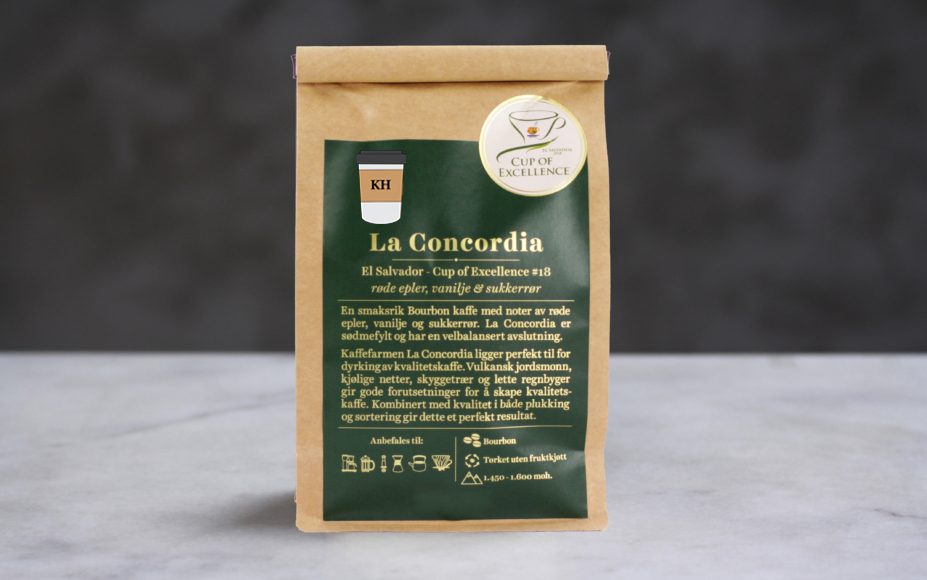 CUP OF
EXCELLENCE
KH
La Concordia
El Salvador - Cup of Excellence #18
røde epler, vanilje & sukkerrør
En smaksrik Bourbon kaffe med noter av røde
epler, vanilje og sukkerrør. La Concordia er
sødmefylt og har en velbalansert avslutning.
Kaffefarmen La Concordia ligger perfekt til for
dyrking av kvalitetskaffe. Vulkansk jordsmonn,
kjølige netter, skyggetrær og lette regnbyger
gir gode forutsetninger for å skape kvalitets-
kaffe. Kombinert med kvalitet i både plukking
og sortering gir dette et perfekt resultat.
Anbefales til:
Bourbon
Tørket uten fruktkjøtt
1.450 - 1.600 moh.